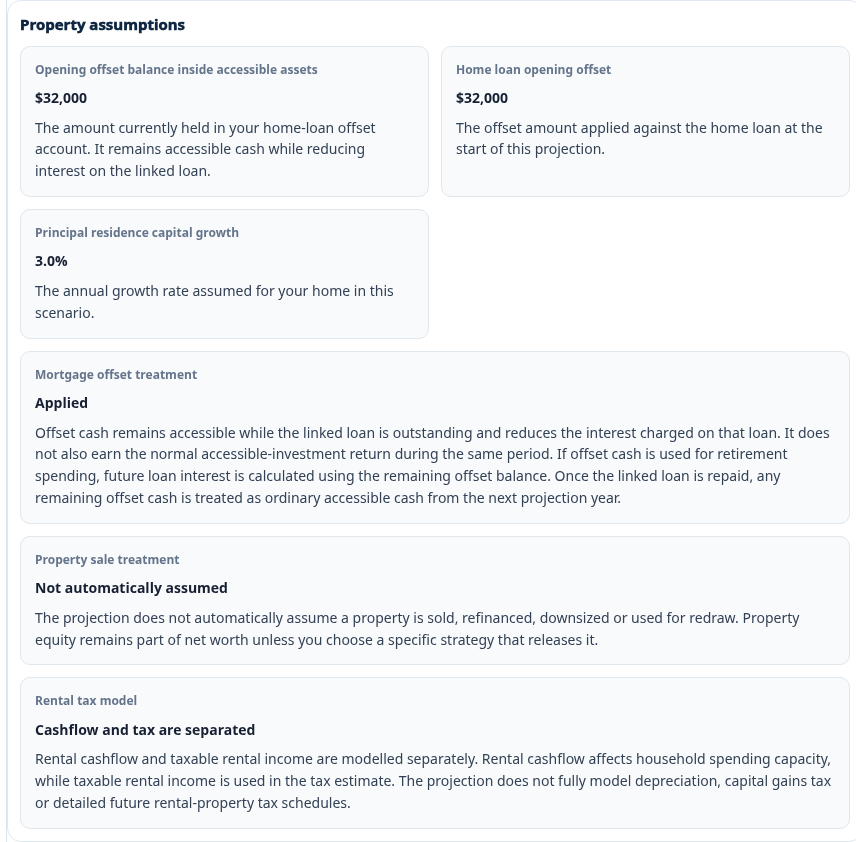 Property assumptions
Opening offset balance inside accessible assets
$32,000
The amount currently held in your home-loan offset
account. It remains accessible cash while reducing
interest on the linked loan.
Home loan opening offset
$32,000
The offset amount applied against the home loan at the
start of this projection.
Principal residence capital growth
3.0%
The annual growth rate assumed for your home in this
scenario.
Mortgage offset treatment
Applied
Offset cash remains accessible while the linked loan is outstanding and reduces the interest charged on that loan. It does
not also earn the normal accessible-investment return during the same period. If offset cash is used for retirement
spending, future loan interest is calculated using the remaining offset balance. Once the linked loan is repaid, any
remaining offset cash is treated as ordinary accessible cash from the next projection year.
Property sale treatment
Not automatically assumed
The projection does not automatically assume a property is sold, refinanced, downsized or used for redraw. Property
equity remains part of net worth unless you choose a specific strategy that releases it.
Rental tax model
Cashflow and tax are separated
Rental cashflow and taxable rental income are modelled separately. Rental cashflow affects household spending capacity,
while taxable rental income is used in the tax estimate. The projection does not fully model depreciation, capital gains tax
or detailed future rental-property tax schedules.